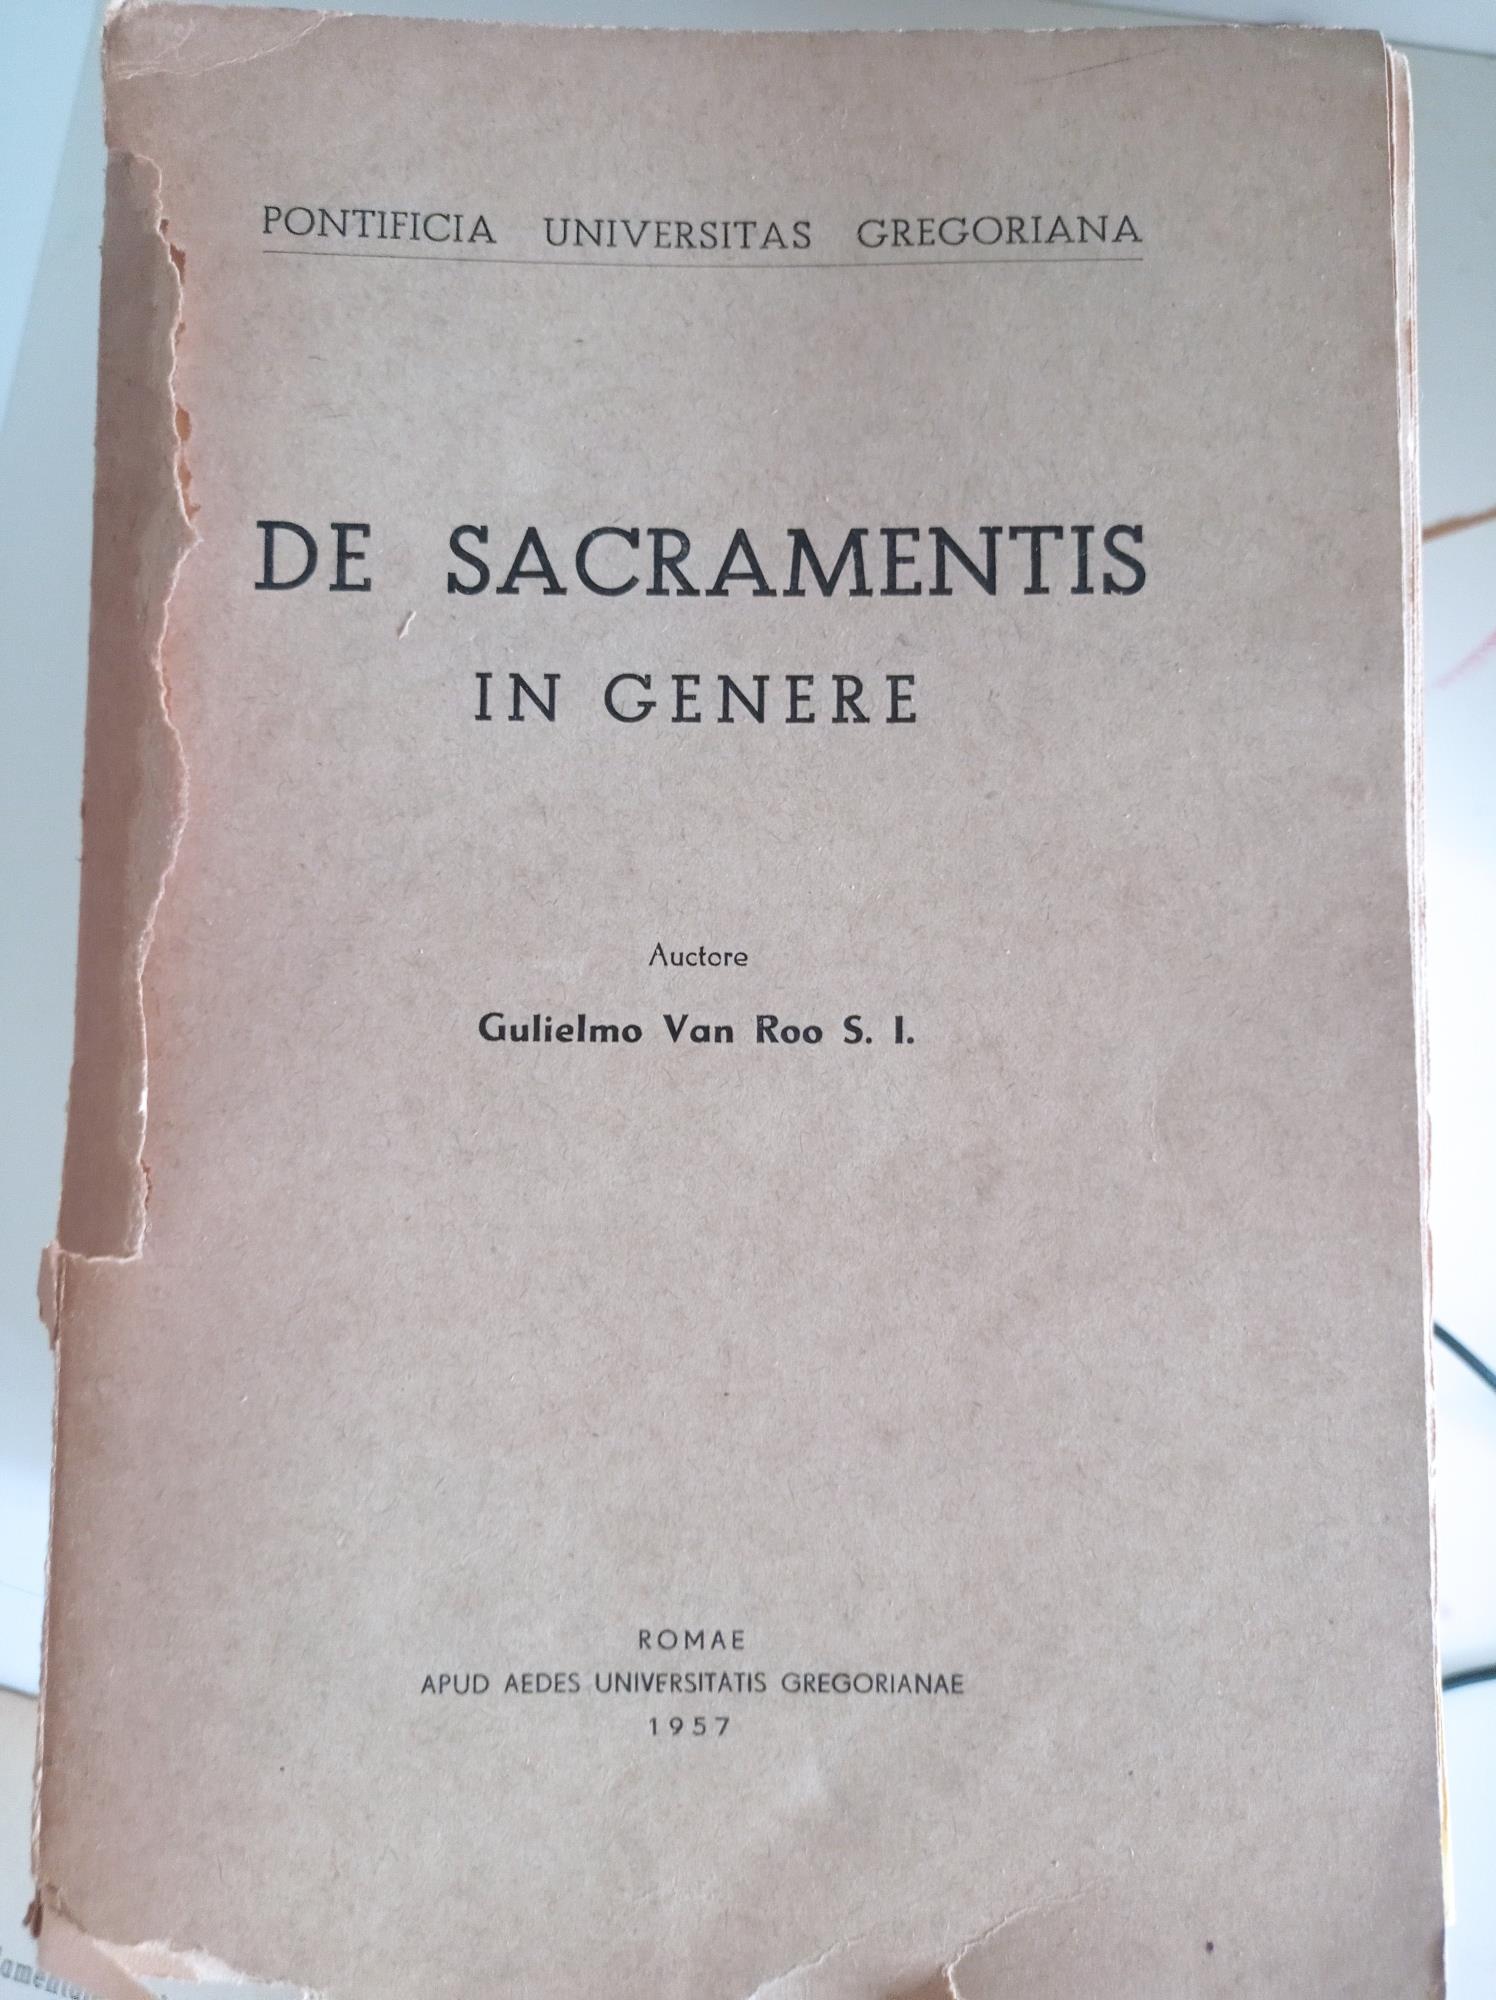 PONTIFICIA UNIVERSITAS GREGORIANA
DE SACRAMENTIS
IN GENERE
Auctore
Gulielmo Van Roo S. I.
ROMAE
APUD AEDES UNIVERSITATIS GREGORIANAE
1957